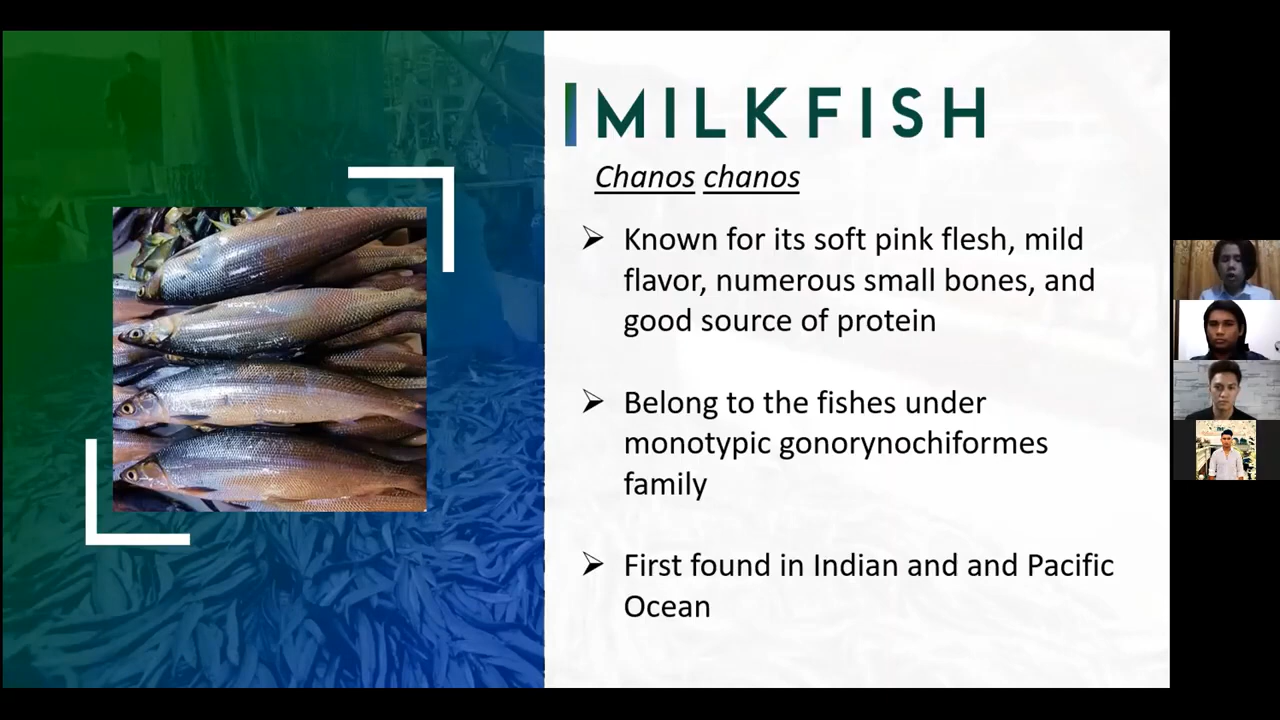 MILKFISH
Chanos chanos
Known for its soft pink flesh, mild
flavor, numerous small bones, and
good source of protein
Belong to the fishes under
monotypic gonorynochiformes
family
First found in Indian and and Pacific
Ocean